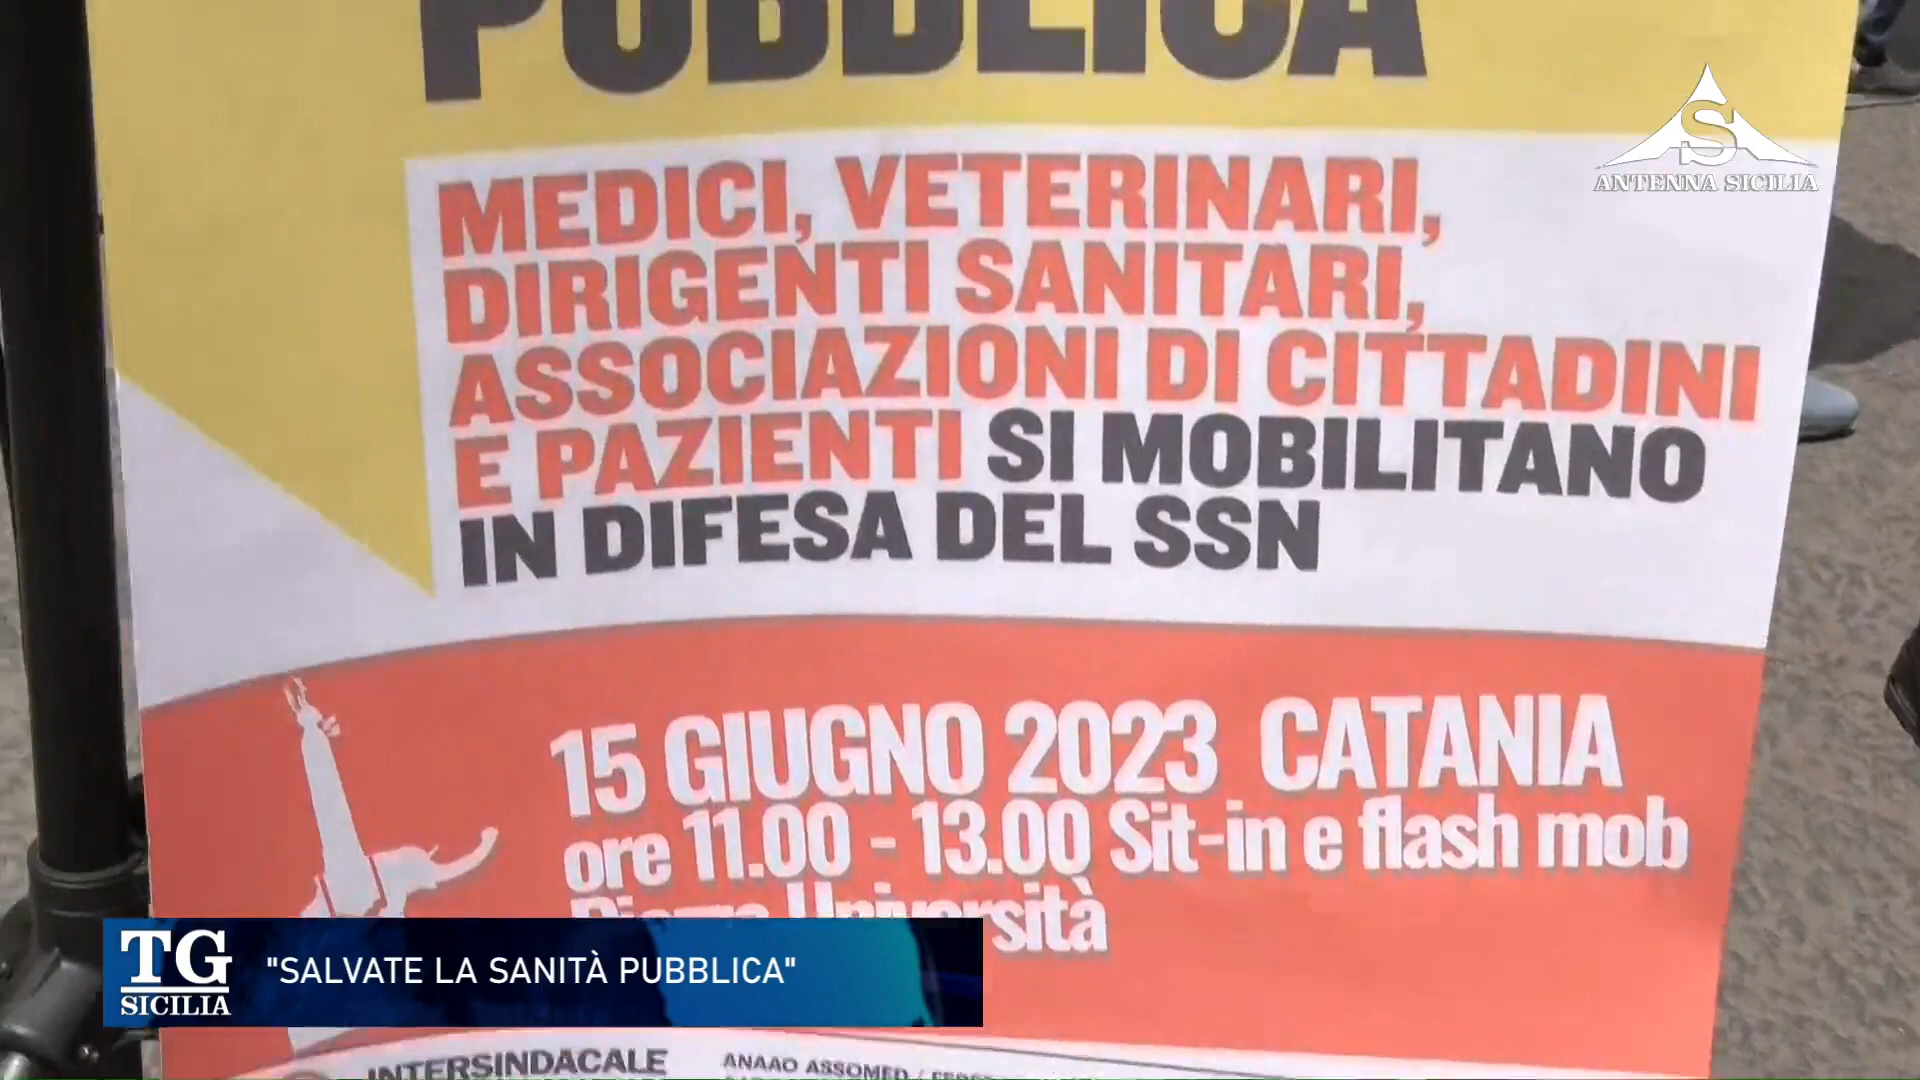 PUBBLICA
MEDICI, VETERINARI,
DIRIGENTI SANITARI,
ASSOCIAZIONI DI CITTADINI
E PAZIENTI SI MOBILITANO
IN DIFESA DEL SSN
15 GIUGNO 2023 CATANIA
ore 11.00 - 13.00 Sit-in e flash mob
Piazza Università
INTERSINDACALE
ANAAO ASSOMED /
ANTENNA SICILIA
TG
SICILIA
"SALVATE LA SANITÀ PUBBLICA"